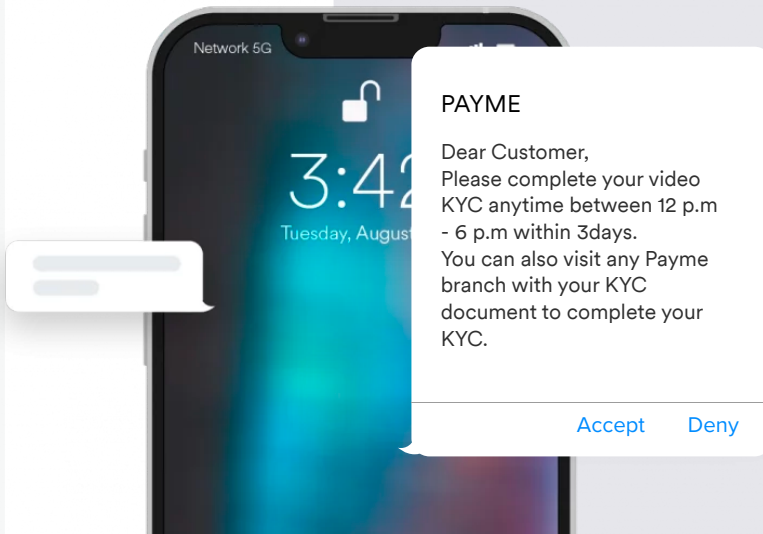 Network 5G
3:42
Tuesday, August
PAYME
Dear Customer,
Please complete your video
KYC anytime between 12 p.m
- 6 p.m within 3days.
You can also visit any Payme
branch with your KYC
document to complete your
KYC.
Accept Deny